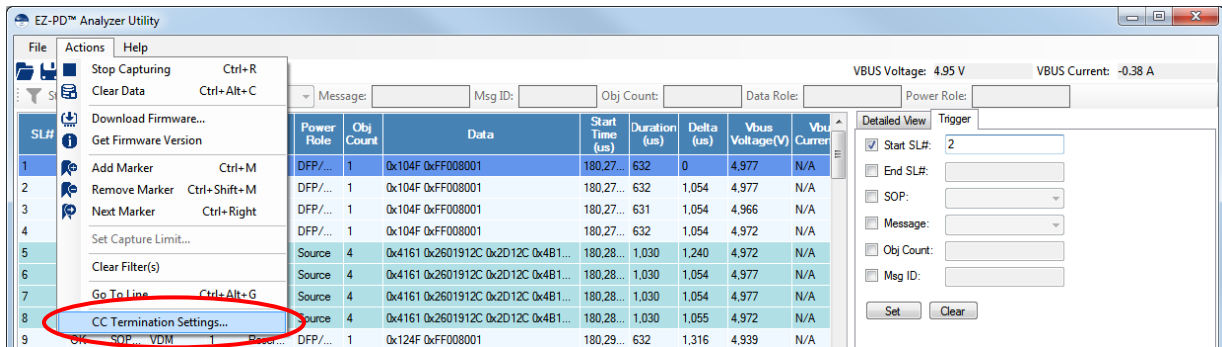 EZ-PD™ Analyzer Utility
File Actions Help
VBUS Voltage: 4.95 V VBUS Current: -0.38 A
Message: Msg ID: Obj Count: Data Role: Power Role:
Stop Capturing Ctrl+R
Clear Data Ctrl+Alt+C
Download Firmware...
Get Firmware Version
Add Marker Ctrl+M
Remove Marker Ctrl+Shift+M
Next Marker Ctrl+Right
Set Capture Limit...
Clear Filter(s)
Go To Line Ctrl+Alt+G
CC Termination Settings...
SL# Power Role Obj Count Data Start Time (us) Duration (us) Delta (us) Vbus Voltage(V)
1 DFP/... 1 0x104F 0xFF008001 180,27... 632 0 4,977 N/A
2 DFP/... 1 0x104F 0xFF008001 180,27... 632 1,054 4,977 N/A
3 DFP/... 1 0x104F 0xFF008001 180,27... 631 1,054 4,966 N/A
4 DFP/... 1 0x104F 0xFF008001 180,27... 632 1,054 4,972 N/A
5 Source 4 0x4161 0x2601912C 0x2D12C 0x4B1... 180,28... 1,030 1,240 4,972 N/A
6 Source 4 0x4161 0x2601912C 0x2D12C 0x4B1... 180,28... 1,030 1,054 4,977 N/A
7 Source 4 0x4161 0x2601912C 0x2D12C 0x4B1... 180,28... 1,030 1,054 4,977 N/A
8 Source 4 0x4161 0x2601912C 0x2D12C 0x4B1... 180,28... 1,030 1,055 4,972 N/A
9 OK SOP... VDM 1 DFP/... 1 0x124F 0xFF008001 180,29... 632 1,316 4,939 N/A
Detailed View Trigger
Start SL#: 2
End SL#:
SOP:
Message:
Obj Count:
Msg ID:
Set Clear